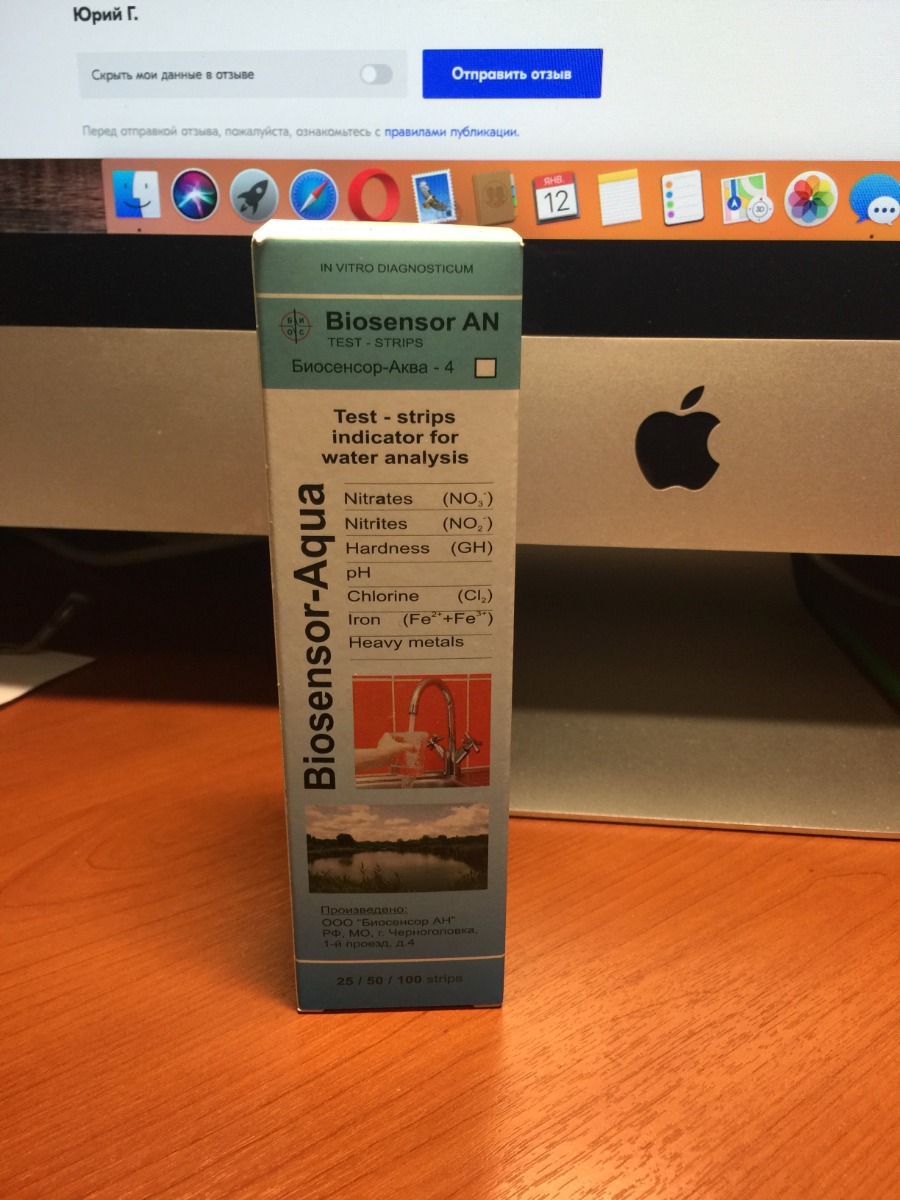 Юрий Г.
Скрыть мои данные в отзыве
Отправить отзыв
Перед отправкой отзыва, пожалуйста, ознакомьтесь с правилами публикации.
ЯНВ.
12
3D
IN VITRO DIAGNOSTICUM
Б И
О С
Biosensor AN
TEST - STRIPS
Биосенсор-Аква - 4
Test - strips
indicator for
water analysis
Biosensor-Aqua
Nitrates (NO₃⁻)
Nitrites (NO₂⁻)
Hardness (GH)
pH
Chlorine (Cl₂)
Iron (Fe²⁺+Fe³⁺)
Heavy metals
Произведено:
ООО "Биосенсор АН"
РФ, МО, г. Черноголовка,
1-й проезд, д.4
25 / 50 / 100 strips